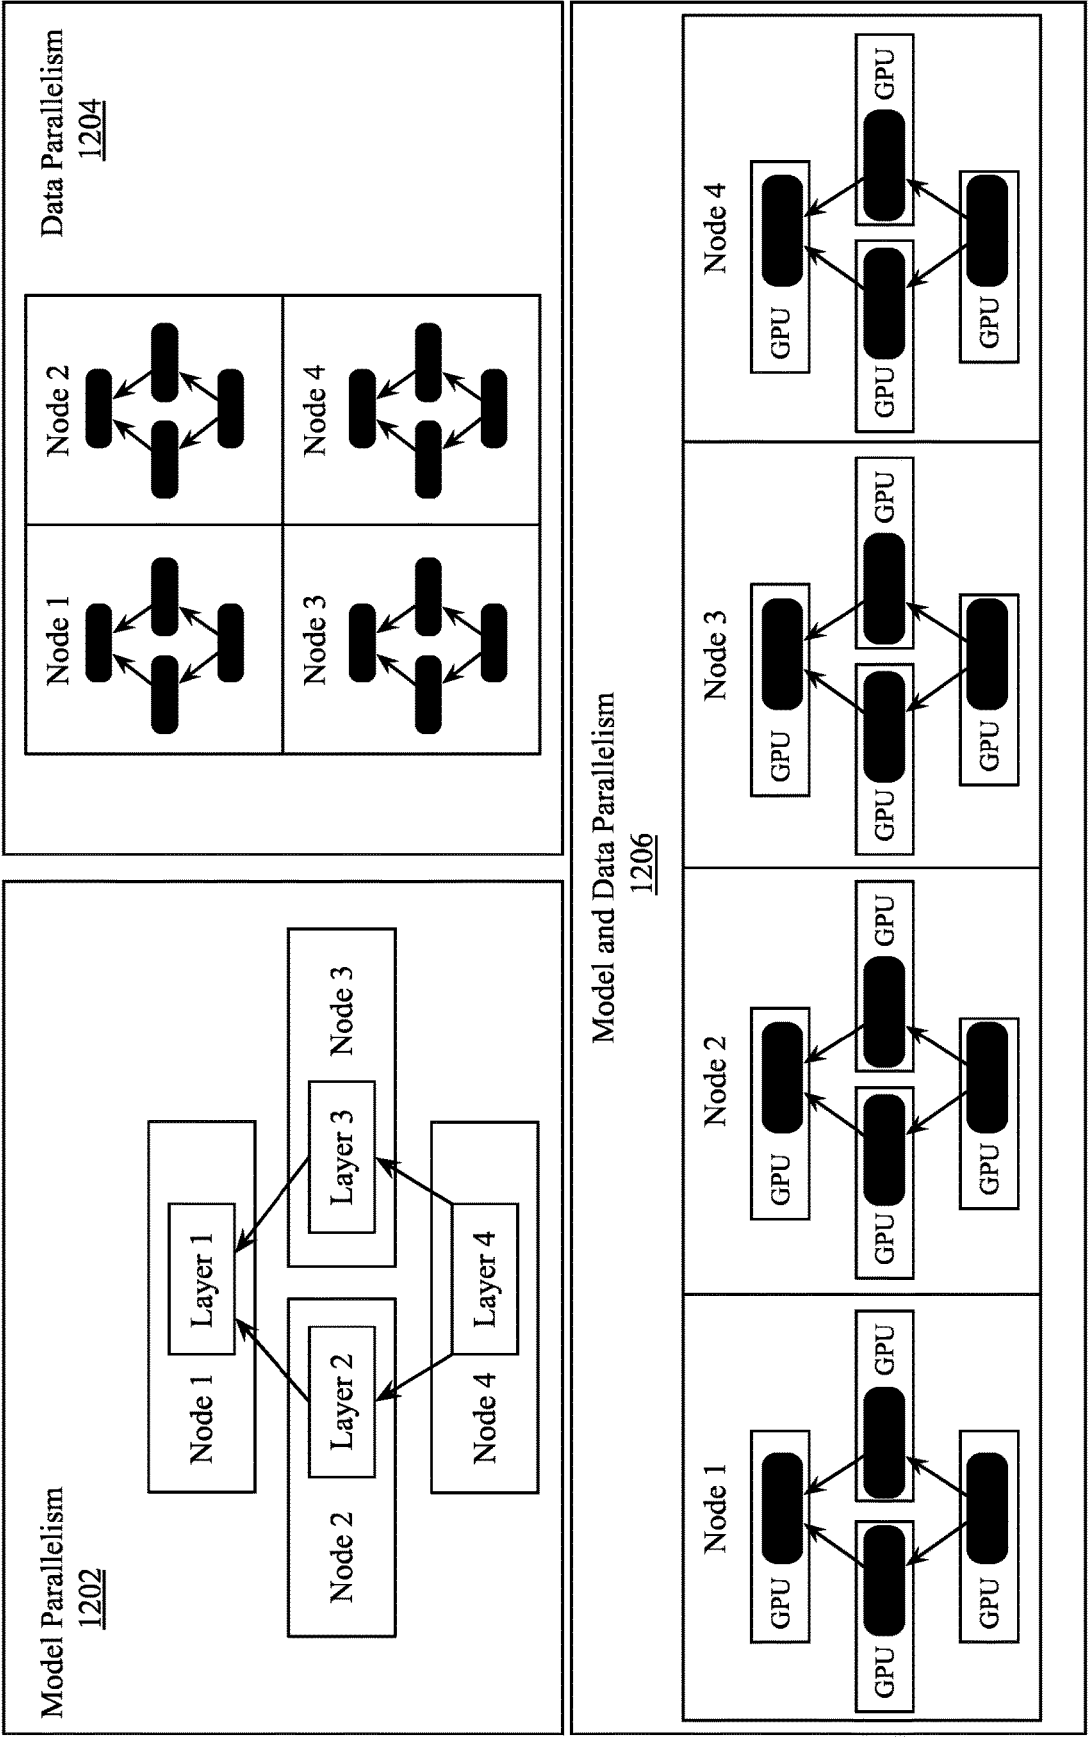 Model Parallelism
1202
Node 1
Layer 1
Node 2
Layer 2
Layer 3
Node 3
Node 4
Layer 4
Data Parallelism
1204
Node 1
Node 2
Node 3
Node 4
Model and Data Parallelism
1206
Node 1
GPU
GPU
GPU
GPU
Node 2
GPU
GPU
GPU
GPU
Node 3
GPU
GPU
GPU
GPU
Node 4
GPU
GPU
GPU
GPU